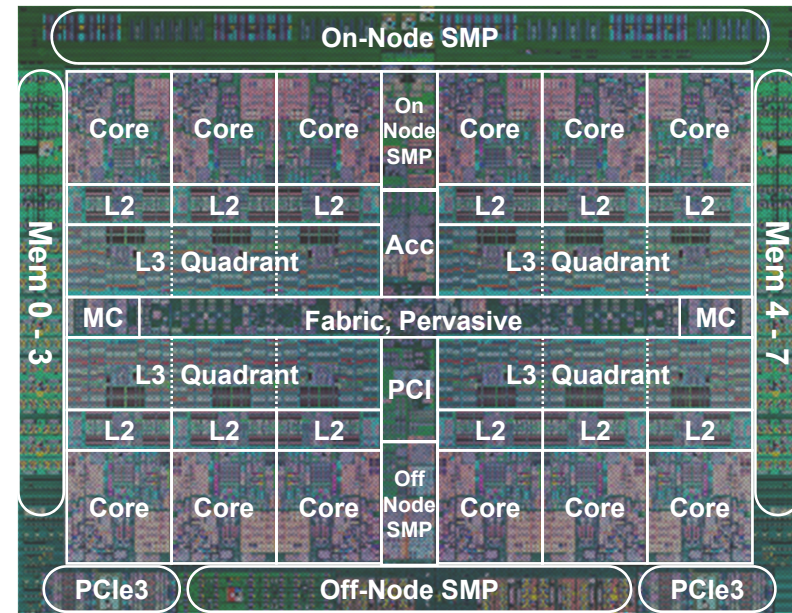 On-Node SMP
Mem 0 - 3
Core Core Core
On
Node
SMP
Core Core Core
Mem 4 - 7
L2 L2 L2
L2 L2 L2
L3 Quadrant
Acc
L3 Quadrant
MC
Fabric, Pervasive
MC
L3 Quadrant
PCI
L3 Quadrant
L2 L2 L2
L2 L2 L2
Core Core Core
Off
Node
SMP
Core Core Core
PCIe3
Off-Node SMP
PCIe3